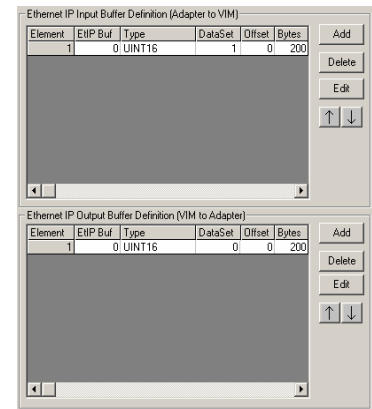 Ethernet IP Input Buffer Definition (Adapter to VIM)
Element EtIP Buf Type DataSet Offset Bytes
1 0 UINT16 1 0 200
Add
Delete
Edit
↑ ↓
Ethernet IP Output Buffer Definition (VIM to Adapter)
Element EtIP Buf Type DataSet Offset Bytes
1 0 UINT16 0 0 200
Add
Delete
Edit
↑ ↓